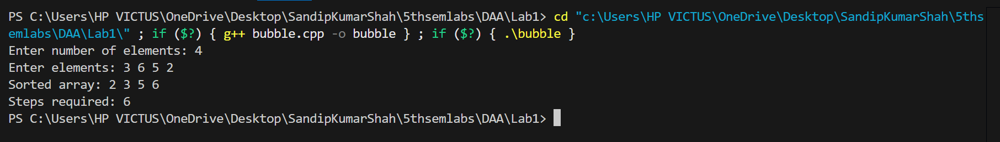 PS C:\Users\HP VICTUS\OneDrive\Desktop\SandipKumarShah\5thsemlabs\DAA\Lab1> cd "c:\Users\HP VICTUS\OneDrive\Desktop\SandipKumarShah\5ths
emlabs\DAA\Lab1\" ; if ($?) { g++ bubble.cpp -o bubble } ; if ($?) { .\bubble }
Enter number of elements: 4
Enter elements: 3 6 5 2
Sorted array: 2 3 5 6
Steps required: 6
PS C:\Users\HP VICTUS\OneDrive\Desktop\SandipKumarShah\5thsemlabs\DAA\Lab1>